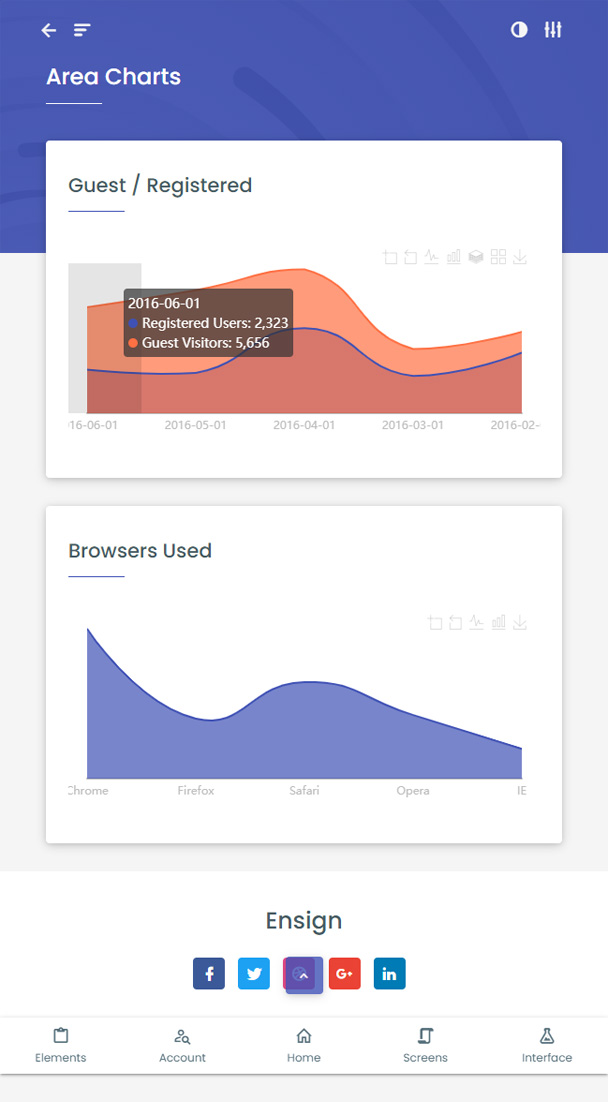 Area Charts
Guest / Registered
2016-06-01
Registered Users: 2,323
Guest Visitors: 5,656
16-06-01 2016-05-01 2016-04-01 2016-03-01 2016-02-
Browsers Used
Chrome Firefox Safari Opera IE
Ensign
Elements Account Home Screens Interface